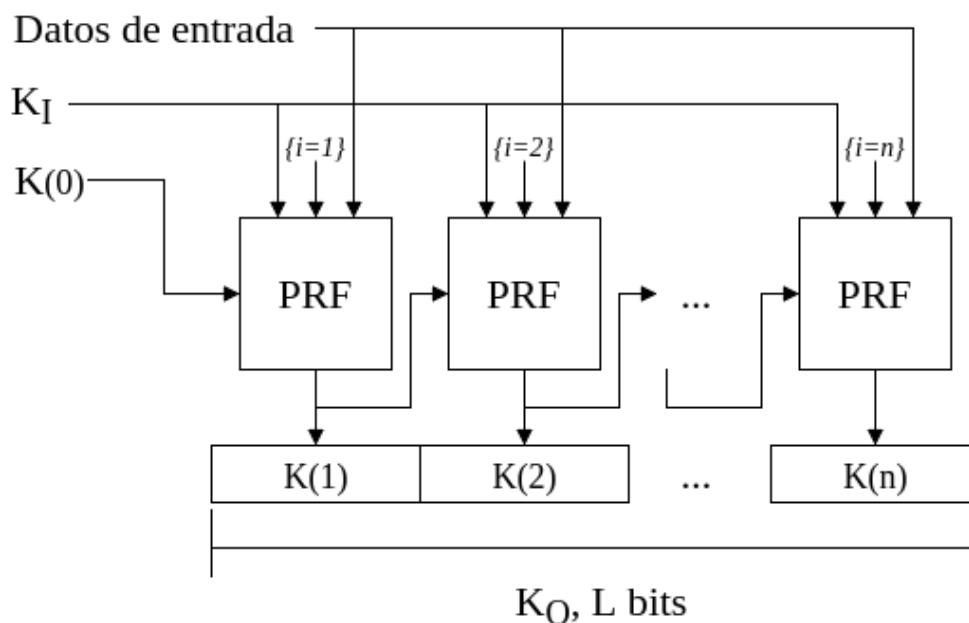 Datos de entrada
K_I
{i=1} {i=2} {i=n}
K(0)
PRF PRF ... PRF
K(1) K(2) ... K(n)
K_O, L bits